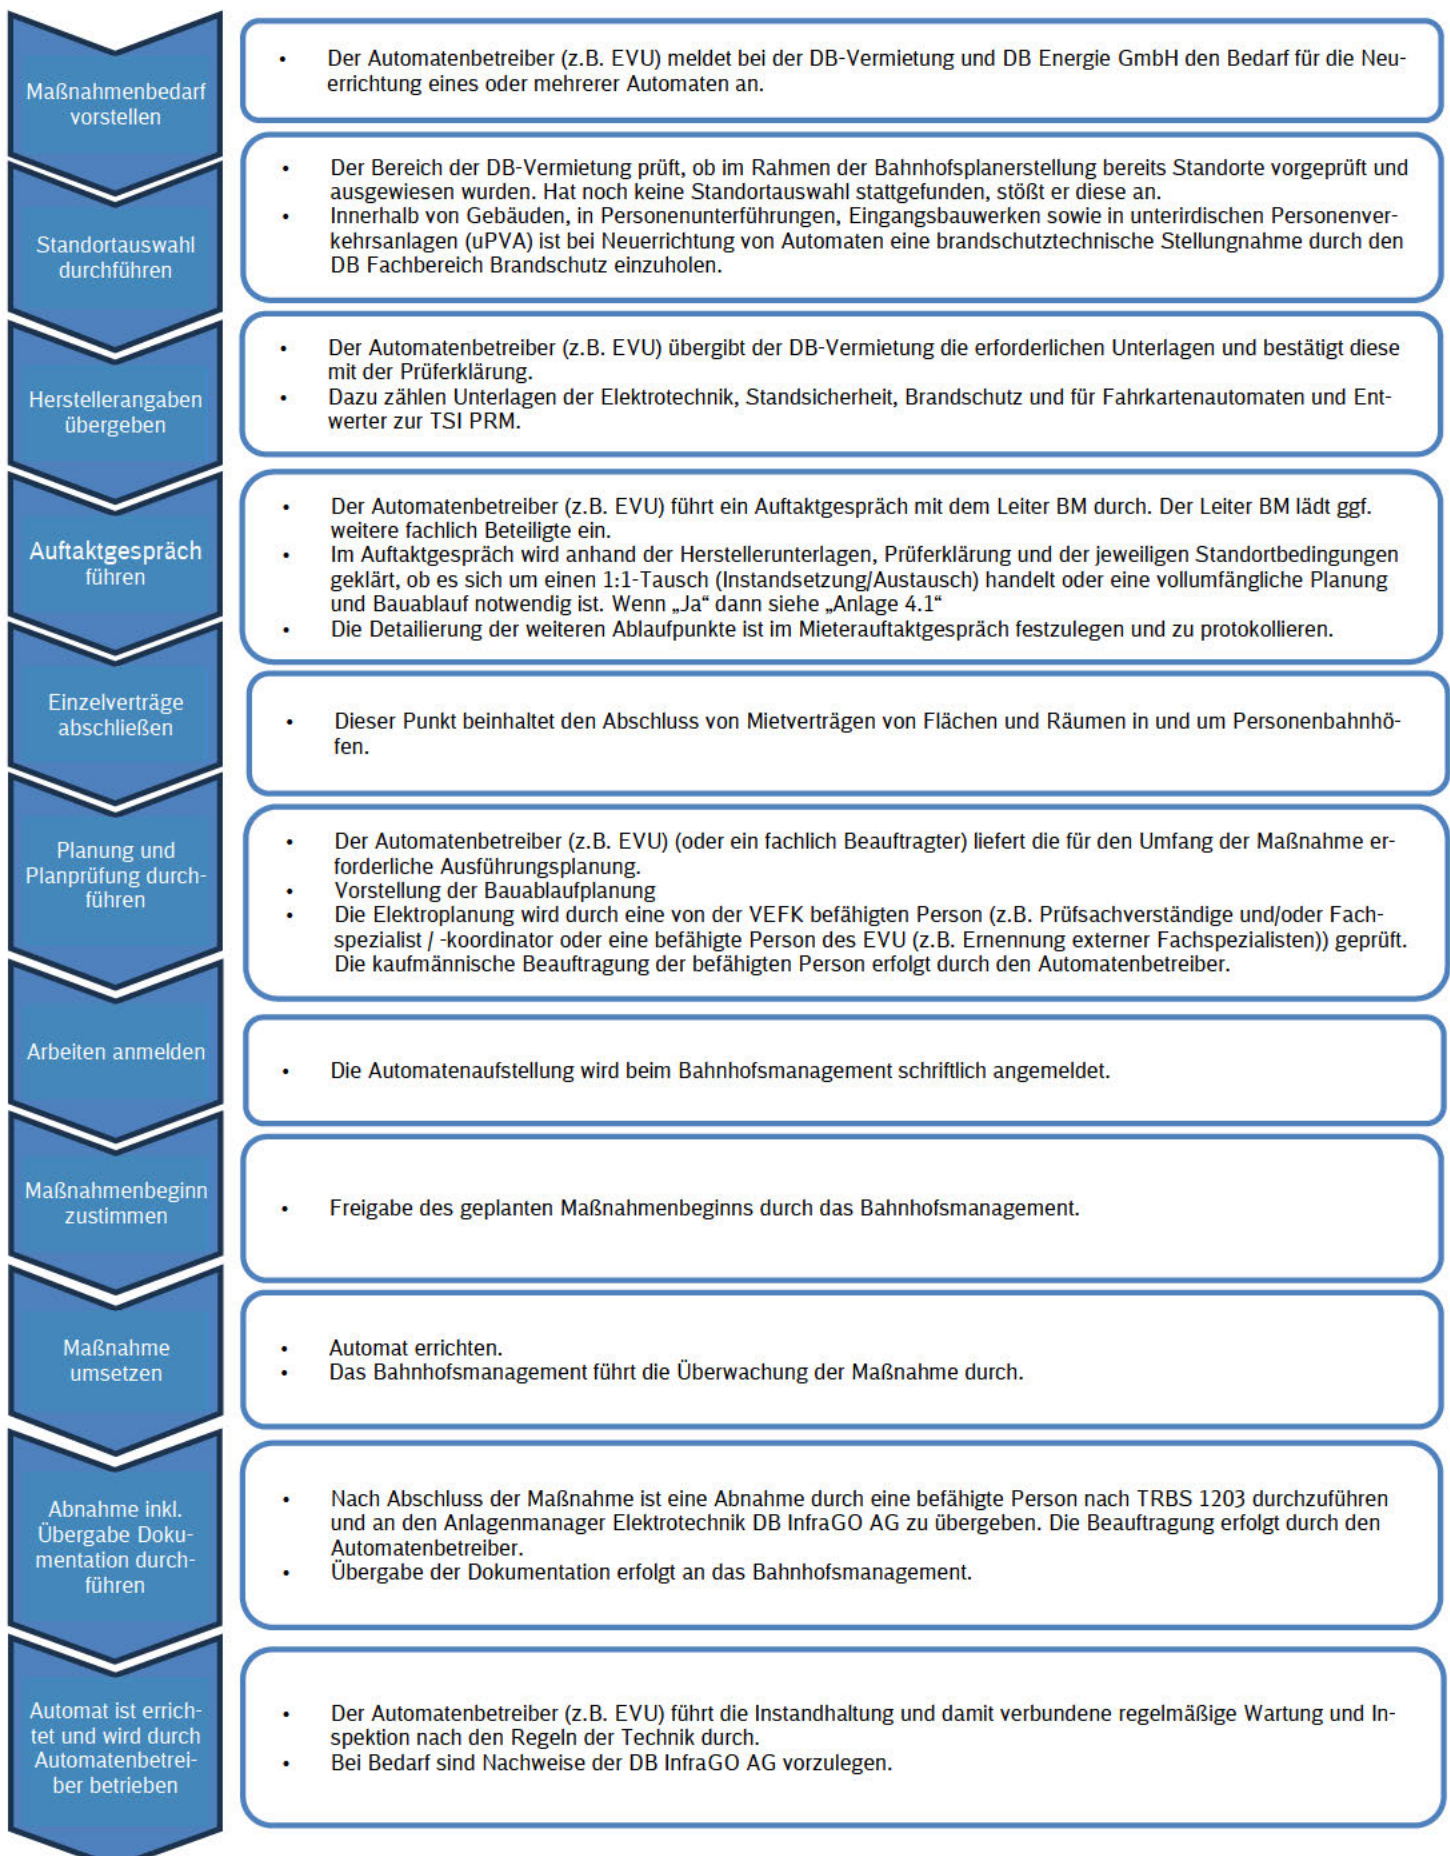 Maßnahmenbedarf
vorstellen
• Der Automatenbetreiber (z.B. EVU) meldet bei der DB-Vermietung und DB Energie GmbH den Bedarf für die Neu-
errichtung eines oder mehrerer Automaten an.
Standortauswahl
durchführen
• Der Bereich der DB-Vermietung prüft, ob im Rahmen der Bahnhofsplanerstellung bereits Standorte vorgeprüft und
ausgewiesen wurden. Hat noch keine Standortauswahl stattgefunden, stößt er diese an.
• Innerhalb von Gebäuden, in Personenunterführungen, Eingangsbauwerken sowie in unterirdischen Personenver-
kehrsanlagen (uPVA) ist bei Neuerrichtung von Automaten eine brandschutztechnische Stellungnahme durch den
DB Fachbereich Brandschutz einzuholen.
Herstellerangaben
übergeben
• Der Automatenbetreiber (z.B. EVU) übergibt der DB-Vermietung die erforderlichen Unterlagen und bestätigt diese
mit der Prüferklärung.
• Dazu zählen Unterlagen der Elektrotechnik, Standsicherheit, Brandschutz und für Fahrkartenautomaten und Ent-
werter zur TSI PRM.
Auftaktgespräch
führen
• Der Automatenbetreiber (z.B. EVU) führt ein Auftaktgespräch mit dem Leiter BM durch. Der Leiter BM lädt ggf.
weitere fachlich Beteiligte ein.
• Im Auftaktgespräch wird anhand der Herstellerunterlagen, Prüferklärung und der jeweiligen Standortbedingungen
geklärt, ob es sich um einen 1:1-Tausch (Instandsetzung/Austausch) handelt oder eine vollumfängliche Planung
und Bauablauf notwendig ist. Wenn „Ja“ dann siehe „Anlage 4.1“
• Die Detailierung der weiteren Ablaufpunkte ist im Mieterauftaktgespräch festzulegen und zu protokollieren.
Einzelverträge
abschließen
• Dieser Punkt beinhaltet den Abschluss von Mietverträgen von Flächen und Räumen in und um Personenbahnhö-
fen.
Planung und
Planprüfung durch-
führen
• Der Automatenbetreiber (z.B. EVU) (oder ein fachlich Beauftragter) liefert die für den Umfang der Maßnahme er-
forderliche Ausführungsplanung.
• Vorstellung der Bauablaufplanung
• Die Elektroplanung wird durch eine von der VEFK befähigten Person (z.B. Prüfsachverständige und/oder Fach-
spezialist / -koordinator oder eine befähigte Person des EVU (z.B. Ernennung externer Fachspezialisten)) geprüft.
Die kaufmännische Beauftragung der befähigten Person erfolgt durch den Automatenbetreiber.
Arbeiten anmelden
• Die Automatenaufstellung wird beim Bahnhofsmanagement schriftlich angemeldet.
Maßnahmenbeginn
zustimmen
• Freigabe des geplanten Maßnahmenbeginns durch das Bahnhofsmanagement.
Maßnahme
umsetzen
• Automat errichten.
• Das Bahnhofsmanagement führt die Überwachung der Maßnahme durch.
Abnahme inkl.
Übergabe Doku-
mentation durch-
führen
• Nach Abschluss der Maßnahme ist eine Abnahme durch eine befähigte Person nach TRBS 1203 durchzuführen
und an den Anlagenmanager Elektrotechnik DB InfraGO AG zu übergeben. Die Beauftragung erfolgt durch den
Automatenbetreiber.
• Übergabe der Dokumentation erfolgt an das Bahnhofsmanagement.
Automat ist errich-
tet und wird durch
Automatenbetrei-
ber betrieben
• Der Automatenbetreiber (z.B. EVU) führt die Instandhaltung und damit verbundene regelmäßige Wartung und In-
spektion nach den Regeln der Technik durch.
• Bei Bedarf sind Nachweise der DB InfraGO AG vorzulegen.